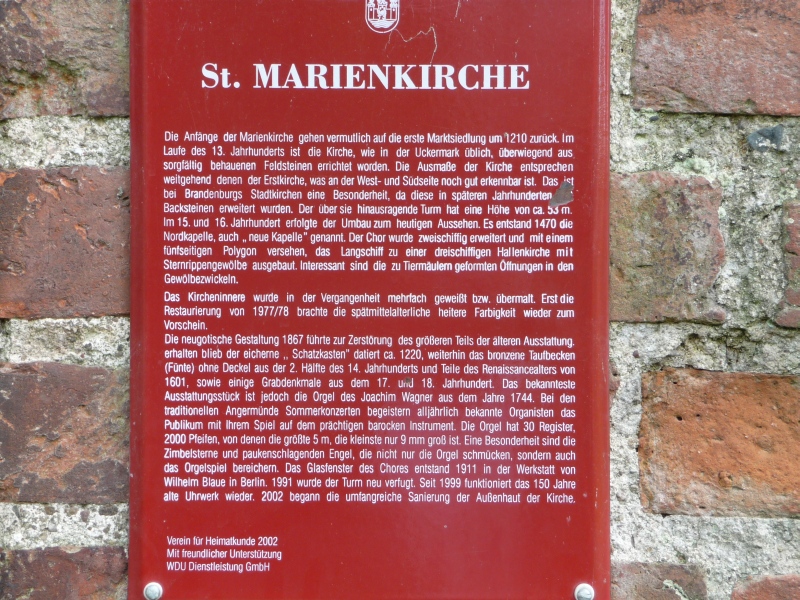 St. MARIENKIRCHE
Die Anfänge der Marienkirche gehen vermutlich auf die erste Marktsiedlung um 1210 zurück. Im
Laufe des 13. Jahrhunderts ist die Kirche, wie in der Uckermark üblich, überwiegend aus
sorgfältig behauenen Feldsteinen errichtet worden. Die Ausmaße der Kirche entsprechen
weitgehend denen der Erstkirche, was an der West- und Südseite noch gut erkennbar ist. Das ist
bei Brandenburgs Stadtkirchen eine Besonderheit, da diese in späteren Jahrhunderten
Backsteinen erweitert wurden. Der über sie hinausragende Turm hat eine Höhe von ca. 53 m.
Im 15. und 16. Jahrhundert erfolgte der Umbau zum heutigen Aussehen. Es entstand 1470 die
Nordkapelle, auch „ neue Kapelle" genannt. Der Chor wurde zweischiffig erweitert und mit einem
fünfseitigen Polygon versehen, das Langschiff zu einer dreischiffigen Hallenkirche mit
Sternrippengewölbe ausgebaut. Interessant sind die zu Tiermäulern geformten Öffnungen in den
Gewölbezwickeln.
Das Kircheninnere wurde in der Vergangenheit mehrfach geweißt bzw. übermalt. Erst die
Restaurierung von 1977/78 brachte die spätmittelalterliche heitere Farbigkeit wieder zum
Vorschein.
Die neugotische Gestaltung 1867 führte zur Zerstörung des größeren Teils der älteren Ausstattung.
erhalten blieb der eicherne „ Schatzkasten" datiert ca. 1220, weiterhin das bronzene Taufbecken
(Fünte) ohne Deckel aus der 2. Hälfte des 14. Jahrhunderts und Teile des Renaissancealters von
1601, sowie einige Grabdenkmale aus dem 17. und 18. Jahrhundert. Das bekannteste
Ausstattungsstück ist jedoch die Orgel des Joachim Wagner aus dem Jahre 1744. Bei den
traditionellen Angermünde Sommerkonzerten begeistern alljährlich bekannte Organisten das
Publikum mit Ihrem Spiel auf dem prächtigen barocken Instrument. Die Orgel hat 30 Register,
2000 Pfeifen, von denen die größte 5 m, die kleinste nur 9 mm groß ist. Eine Besonderheit sind die
Zimbelsterne und paukenschlagenden Engel, die nicht nur die Orgel schmücken, sondern auch
das Orgelspiel bereichern. Das Glasfenster des Chores entstand 1911 in der Werkstatt von
Wilhelm Blaue in Berlin. 1991 wurde der Turm neu verfugt. Seit 1999 funktioniert das 150 Jahre
alte Uhrwerk wieder. 2002 begann die umfangreiche Sanierung der Außenhaut der Kirche.
Verein für Heimatkunde 2002
Mit freundlicher Unterstützung
WDU Dienstleistung GmbH